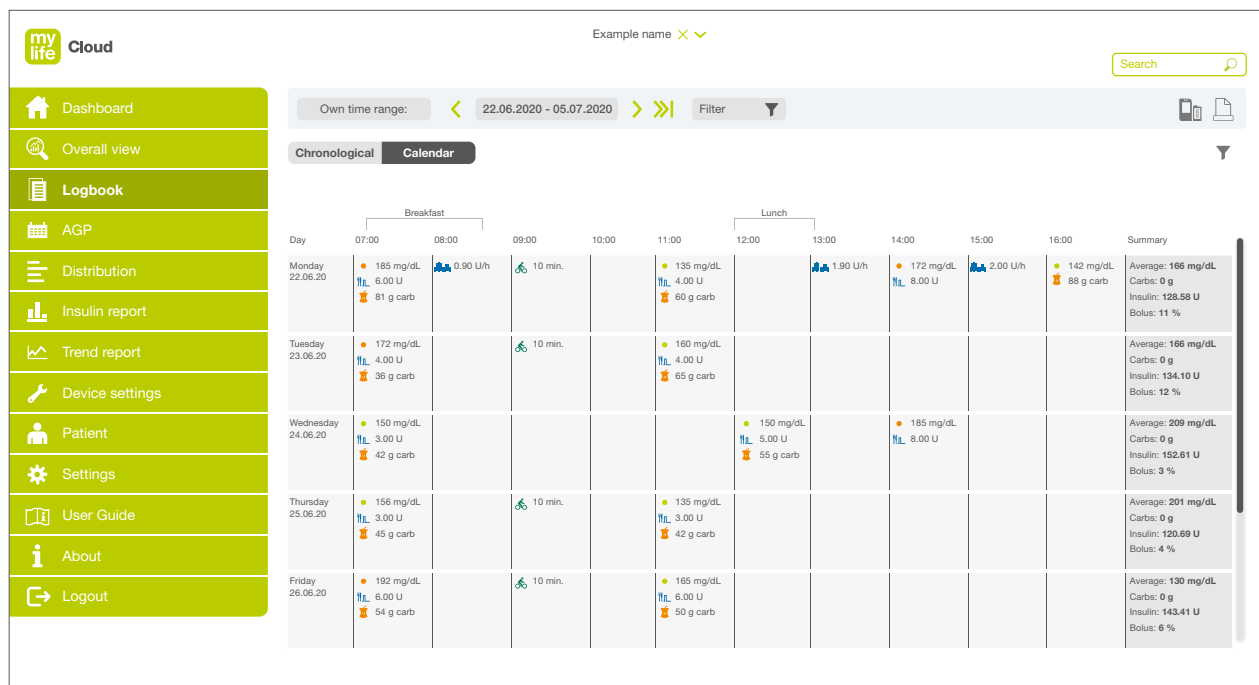 my
life
Cloud
Example name
Search
Dashboard
Overall view
Logbook
AGP
Distribution
Insulin report
Trend report
Device settings
Patient
Settings
User Guide
About
Logout
Own time range:
22.06.2020 - 05.07.2020
Filter
Chronological
Calendar
Breakfast
Lunch
Day 07:00 08:00 09:00 10:00 11:00 12:00 13:00 14:00 15:00 16:00 Summary
Monday 185 mg/dL 0.90 U/h 10 min. 135 mg/dL 1.90 U/h 172 mg/dL 2.00 U/h 142 mg/dL Average: 166 mg/dL
22.06.20 6.00 U 4.00 U 8.00 U 88 g carb Carbs: 0 g
81 g carb 60 g carb Insulin: 128.58 U
Bolus: 11 %
Tuesday 172 mg/dL 10 min. 160 mg/dL Average: 166 mg/dL
23.06.20 4.00 U 4.00 U Carbs: 0 g
36 g carb 65 g carb Insulin: 134.10 U
Bolus: 12 %
Wednesday 150 mg/dL 150 mg/dL 185 mg/dL Average: 209 mg/dL
24.06.20 3.00 U 5.00 U 8.00 U Carbs: 0 g
42 g carb 55 g carb Insulin: 152.61 U
Bolus: 3 %
Thursday 156 mg/dL 10 min. 135 mg/dL Average: 201 mg/dL
25.06.20 3.00 U 3.00 U Carbs: 0 g
45 g carb 42 g carb Insulin: 120.69 U
Bolus: 4 %
Friday 192 mg/dL 10 min. 165 mg/dL Average: 130 mg/dL
26.06.20 6.00 U 6.00 U Carbs: 0 g
54 g carb 50 g carb Insulin: 143.41 U
Bolus: 6 %